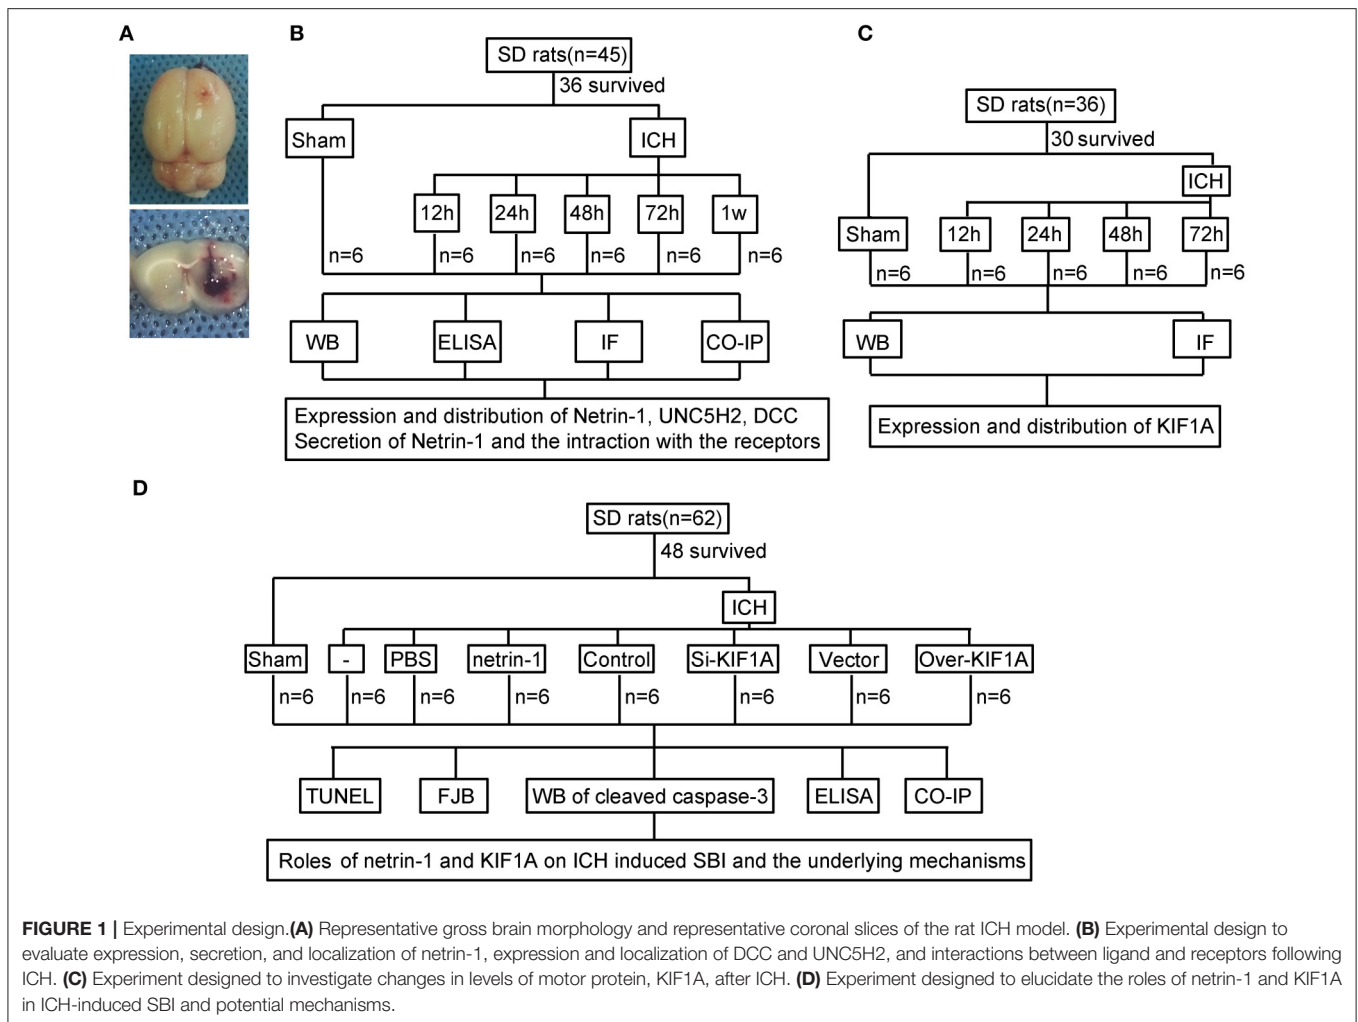 A
B
SD rats(n=45)
36 survived
Sham
ICH
12h
24h
48h
72h
1w
n=6
n=6
n=6
n=6
n=6
n=6
WB
ELISA
IF
CO-IP
Expression and distribution of Netrin-1, UNC5H2, DCC
Secretion of Netrin-1 and the intraction with the receptors
C
SD rats(n=36)
30 survived
ICH
Sham
12h
24h
48h
72h
n=6
n=6
n=6
n=6
n=6
WB
IF
Expression and distribution of KIF1A
D
SD rats(n=62)
48 survived
ICH
Sham
-
PBS
netrin-1
Control
Si-KIF1A
Vector
Over-KIF1A
n=6
n=6
n=6
n=6
n=6
n=6
n=6
n=6
TUNEL
FJB
WB of cleaved caspase-3
ELISA
CO-IP
Roles of netrin-1 and KIF1A on ICH induced SBI and the underlying mechanisms
FIGURE 1 | Experimental design.(A) Representative gross brain morphology and representative coronal slices of the rat ICH model. (B) Experimental design to
evaluate expression, secretion, and localization of netrin-1, expression and localization of DCC and UNC5H2, and interactions between ligand and receptors following
ICH. (C) Experiment designed to investigate changes in levels of motor protein, KIF1A, after ICH. (D) Experiment designed to elucidate the roles of netrin-1 and KIF1A
in ICH-induced SBI and potential mechanisms.